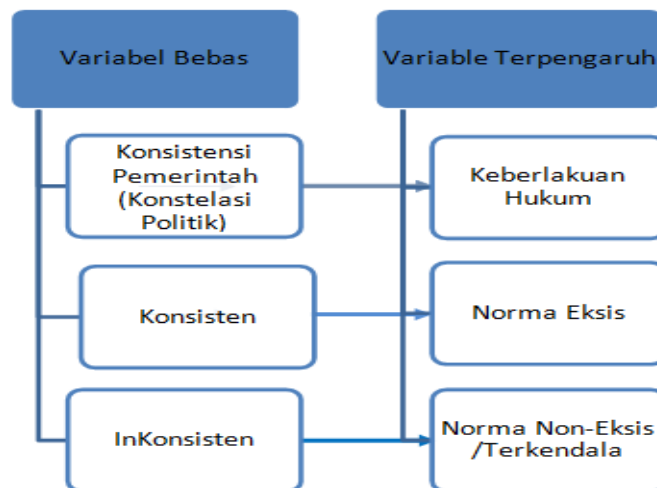 Variabel Bebas
Variable Terpengaruh
Konsistensi
Pemerintah
(Konstelasi
Politik)
Keberlakuan
Hukum
Konsisten
Norma Eksis
InKonsisten
Norma Non-Eksis
/Terkendala